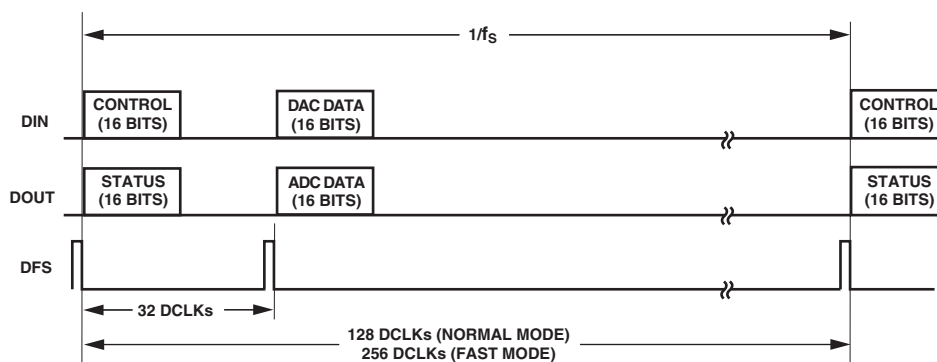 1/fS
DIN
CONTROL
(16 BITS)
DAC DATA
(16 BITS)
CONTROL
(16 BITS)
DOUT
STATUS
(16 BITS)
ADC DATA
(16 BITS)
STATUS
(16 BITS)
DFS
32 DCLKs
128 DCLKs (NORMAL MODE)
256 DCLKs (FAST MODE)